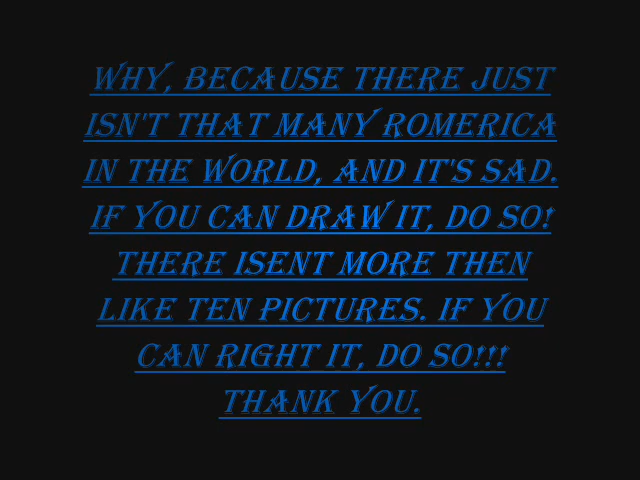 WHY, BECAUSE THERE JUST
ISN'T THAT MANY ROMERICA
IN THE WORLD, AND IT'S SAD.
IF YOU CAN DRAW IT, DO SO!
THERE ISENT MORE THEN
LIKE TEN PICTURES. IF YOU
CAN RIGHT IT, DO SO!!!
THANK YOU.